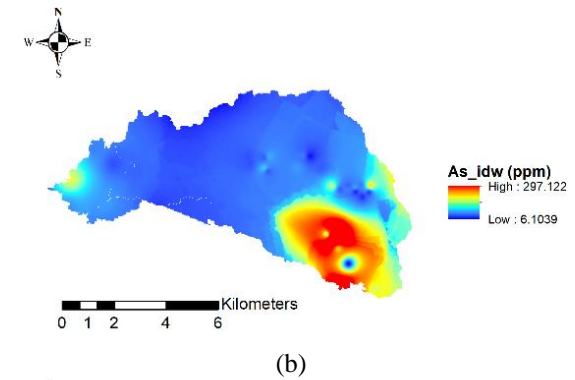 N
W E
S
As_idw (ppm)
High : 297.122
Low : 6.1039
Kilometers
0 1 2 4 6
(b)